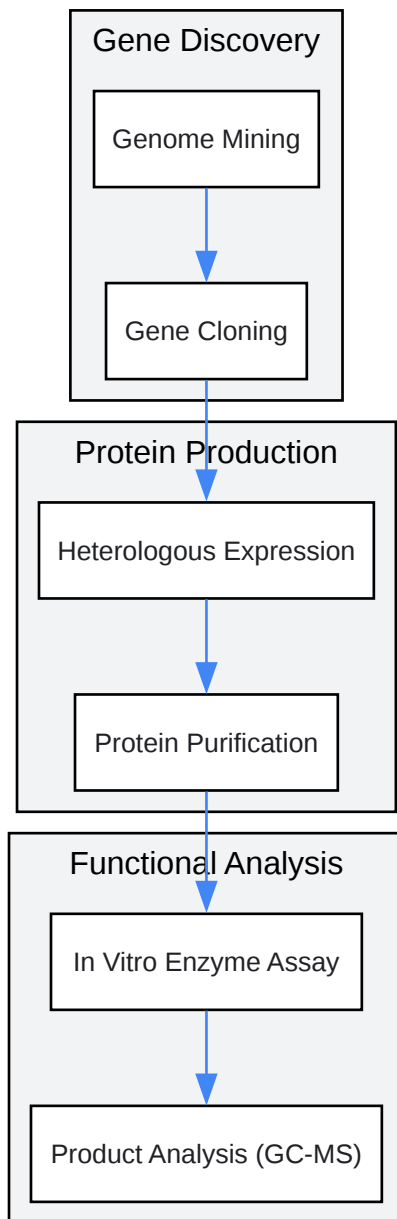 Gene Discovery
Genome Mining
Gene Cloning
Protein Production
Heterologous Expression
Protein Purification
Functional Analysis
In Vitro Enzyme Assay
Product Analysis (GC-MS)